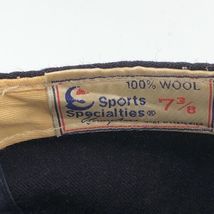 100% WOOL
Sports
Specialties®
7 3/8